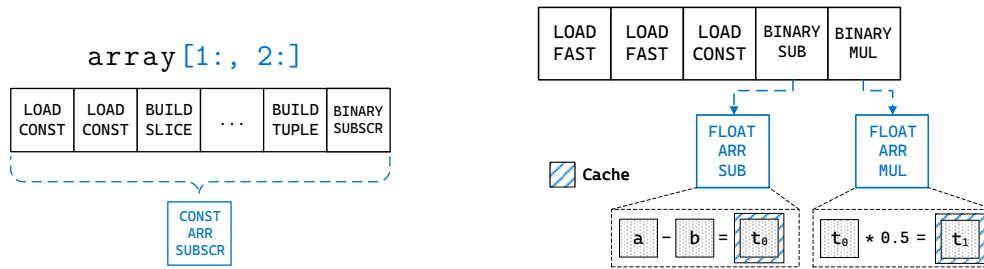 array[1:, 2:]
LOAD CONST
LOAD CONST
BUILD SLICE
...
BUILD TUPLE
BINARY SUBSCR
CONST
ARR
SUBSCR
LOAD FAST
LOAD FAST
LOAD CONST
BINARY SUB
BINARY MUL
FLOAT
ARR
SUB
FLOAT
ARR
MUL
Cache
a - b = t₀
t₀ * 0.5 = t₁